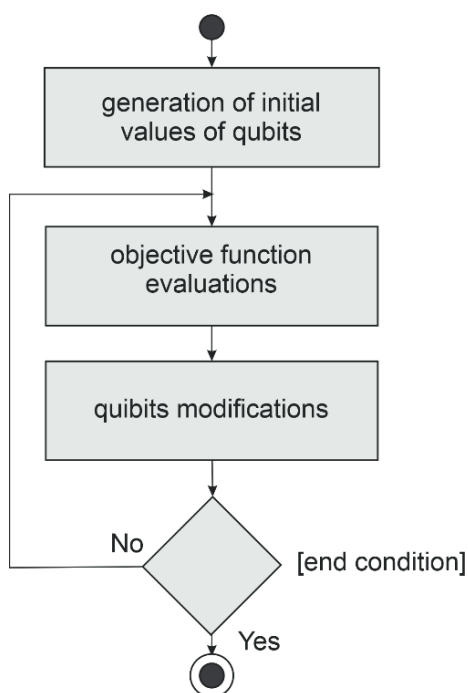 generation of initial
values of qubits
objective function
evaluations
quibits modifications
No
[end condition]
Yes